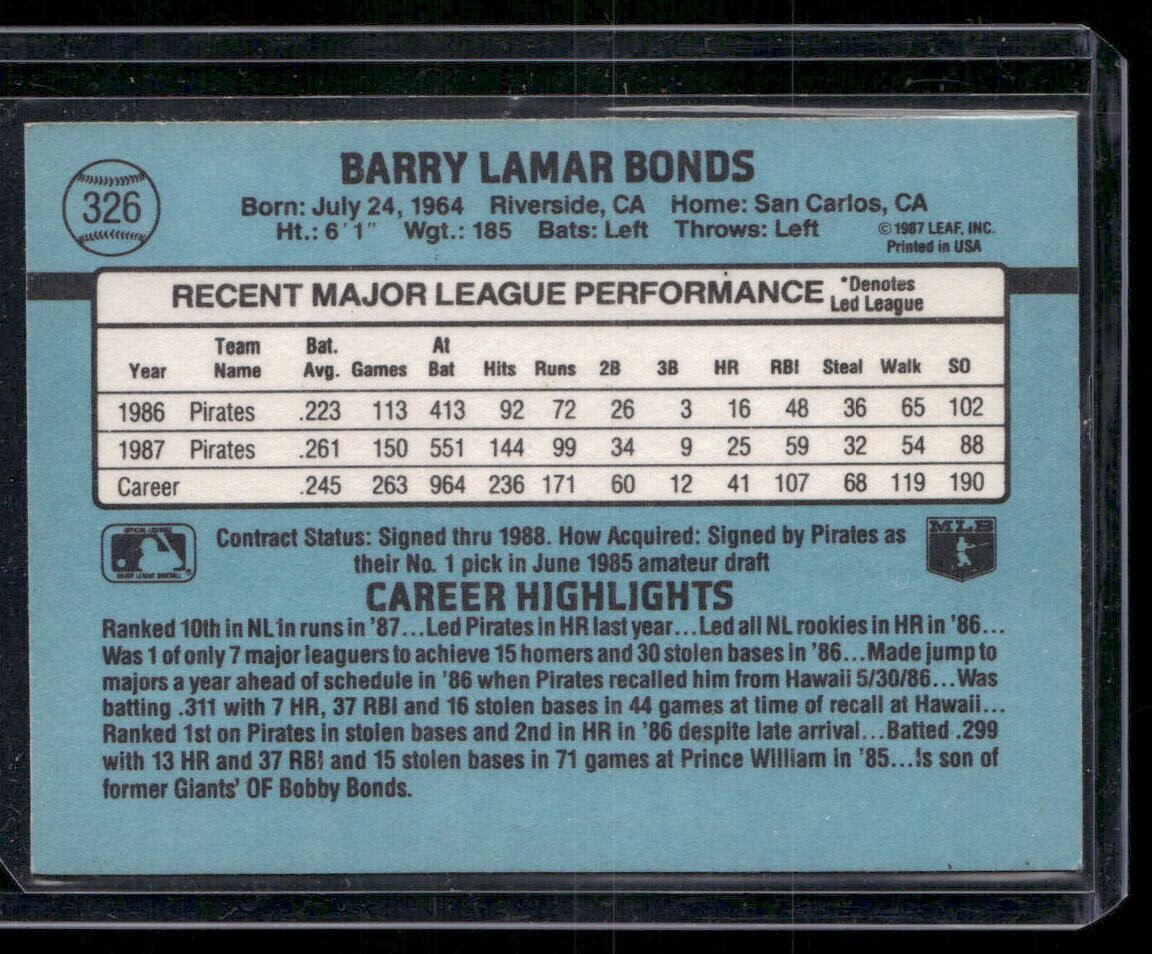 BARRY LAMAR BONDS
326
Born: July 24, 1964 Riverside, CA Home: San Carlos, CA
Ht.: 6'1" Wgt.: 185 Bats: Left Throws: Left
©1987 LEAF, INC.
Printed in USA
RECENT MAJOR LEAGUE PERFORMANCE *Denotes Led League
Year Team Name Bat. Avg. Games At Bat Hits Runs 2B 3B HR RBI Steal Walk SO
1986 Pirates .223 113 413 92 72 26 3 16 48 36 65 102
1987 Pirates .261 150 551 144 99 34 9 25 59 32 54 88
Career .245 263 964 236 171 60 12 41 107 68 119 190
Contract Status: Signed thru 1988. How Acquired: Signed by Pirates as
their No. 1 pick in June 1985 amateur draft
MLB
CAREER HIGHLIGHTS
Ranked 10th in NL in runs in '87...Led Pirates in HR last year...Led all NL rookies in HR in '86...
Was 1 of only 7 major leaguers to achieve 15 homers and 30 stolen bases in '86...Made jump to
majors a year ahead of schedule in '86 when Pirates recalled him from Hawaii 5/30/86...Was
batting .311 with 7 HR, 37 RBI and 16 stolen bases in 44 games at time of recall at Hawaii...
Ranked 1st on Pirates in stolen bases and 2nd in HR in '86 despite late arrival...Batted .299
with 13 HR and 37 RBI and 15 stolen bases in 71 games at Prince William in '85...Is son of
former Giants' OF Bobby Bonds.